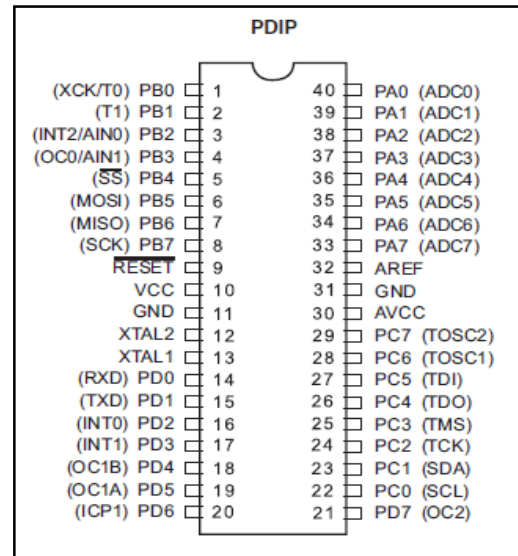 PDIP
(XCK/T0) PB0 1 40 PA0 (ADC0)
(T1) PB1 2 39 PA1 (ADC1)
(INT2/AIN0) PB2 3 38 PA2 (ADC2)
(OC0/AIN1) PB3 4 37 PA3 (ADC3)
(SS) PB4 5 36 PA4 (ADC4)
(MOSI) PB5 6 35 PA5 (ADC5)
(MISO) PB6 7 34 PA6 (ADC6)
(SCK) PB7 8 33 PA7 (ADC7)
RESET 9 32 AREF
VCC 10 31 GND
GND 11 30 AVCC
XTAL2 12 29 PC7 (TOSC2)
XTAL1 13 28 PC6 (TOSC1)
(RXD) PD0 14 27 PC5 (TDI)
(TXD) PD1 15 26 PC4 (TDO)
(INT0) PD2 16 25 PC3 (TMS)
(INT1) PD3 17 24 PC2 (TCK)
(OC1B) PD4 18 23 PC1 (SDA)
(OC1A) PD5 19 22 PC0 (SCL)
(ICP1) PD6 20 21 PD7 (OC2)